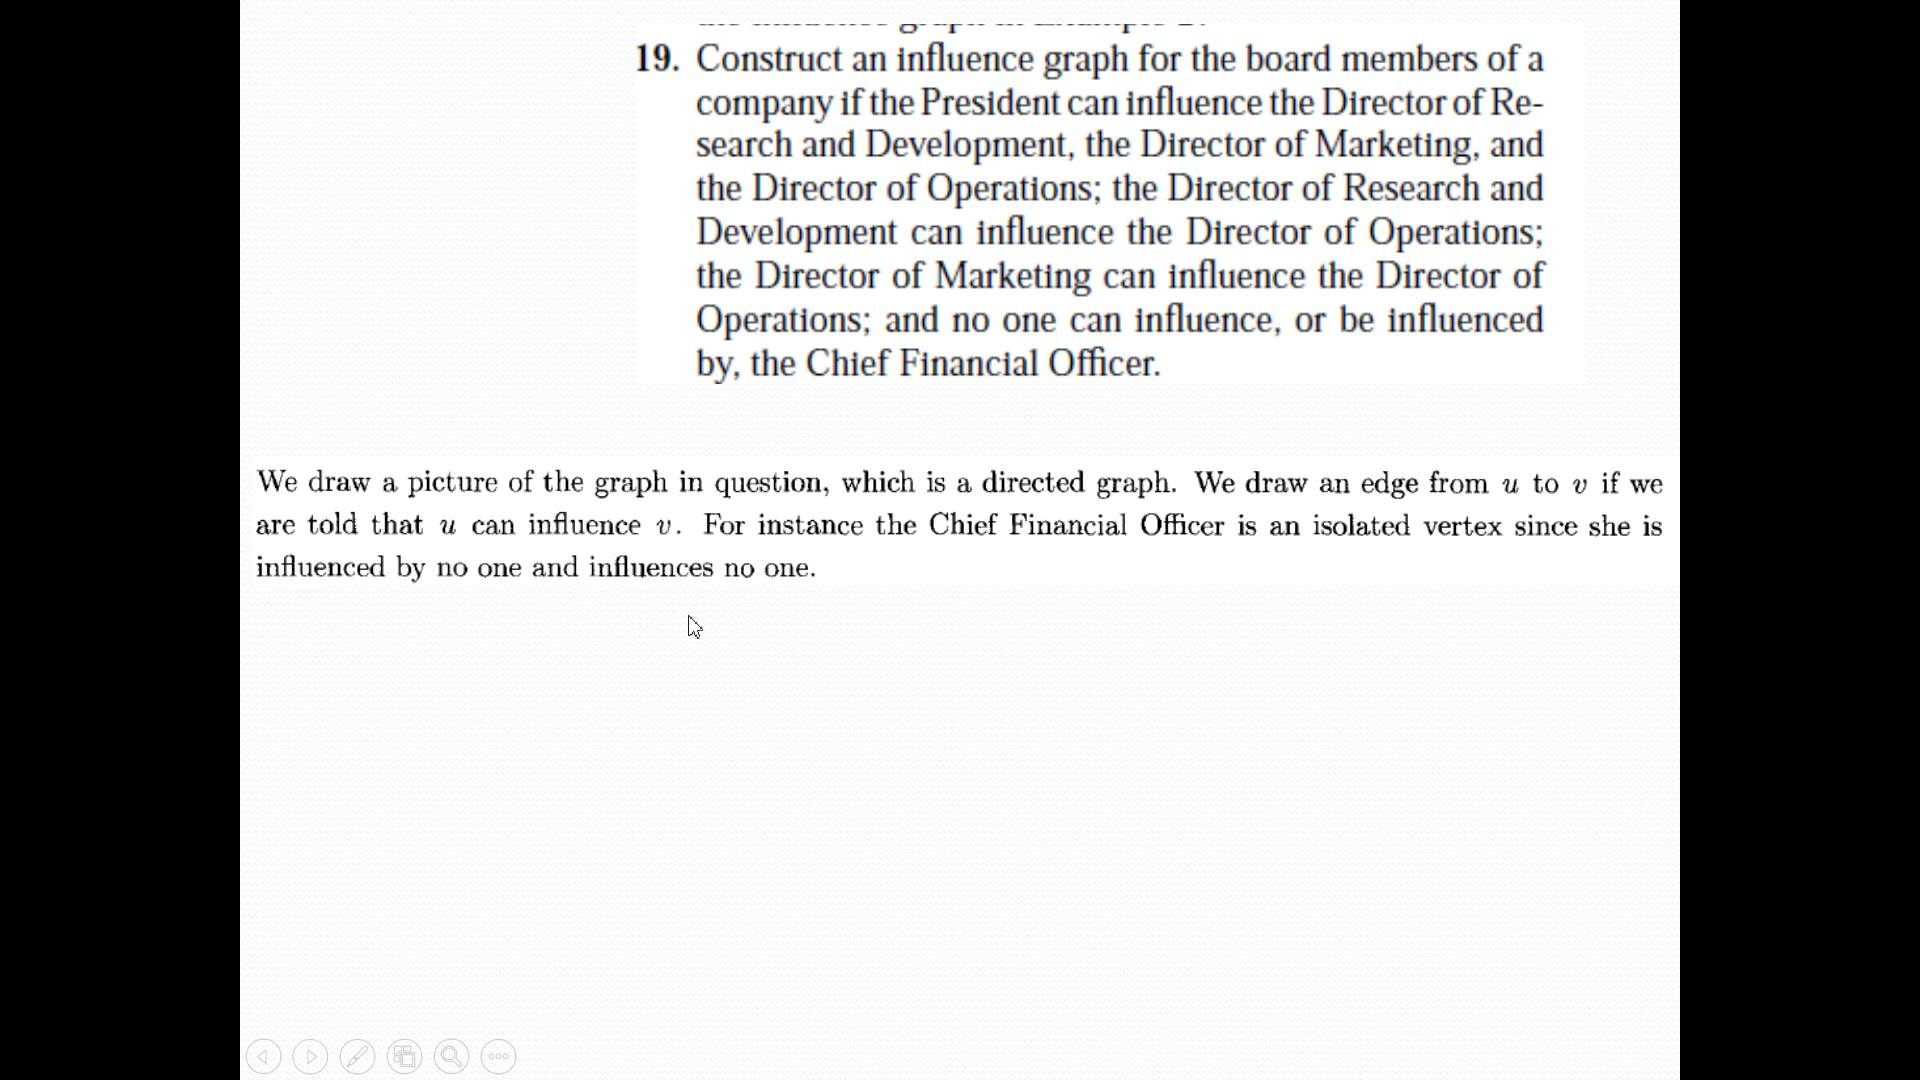 19. Construct an influence graph for the board members of a
company if the President can influence the Director of Re-
search and Development, the Director of Marketing, and
the Director of Operations; the Director of Research and
Development can influence the Director of Operations;
the Director of Marketing can influence the Director of
Operations; and no one can influence, or be influenced
by, the Chief Financial Officer.
We draw a picture of the graph in question, which is a directed graph. We draw an edge from u to v if we
are told that u can influence v. For instance the Chief Financial Officer is an isolated vertex since she is
influenced by no one and influences no one.